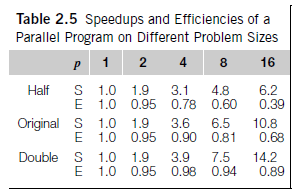 Table 2.5 Speedups and Efficiencies of a
Parallel Program on Different Problem Sizes
p 1 2 4 8 16
Half S 1.0 1.9 3.1 4.8 6.2
E 1.0 0.95 0.78 0.60 0.39
Original S 1.0 1.9 3.6 6.5 10.8
E 1.0 0.95 0.90 0.81 0.68
Double S 1.0 1.9 3.9 7.5 14.2
E 1.0 0.95 0.98 0.94 0.89